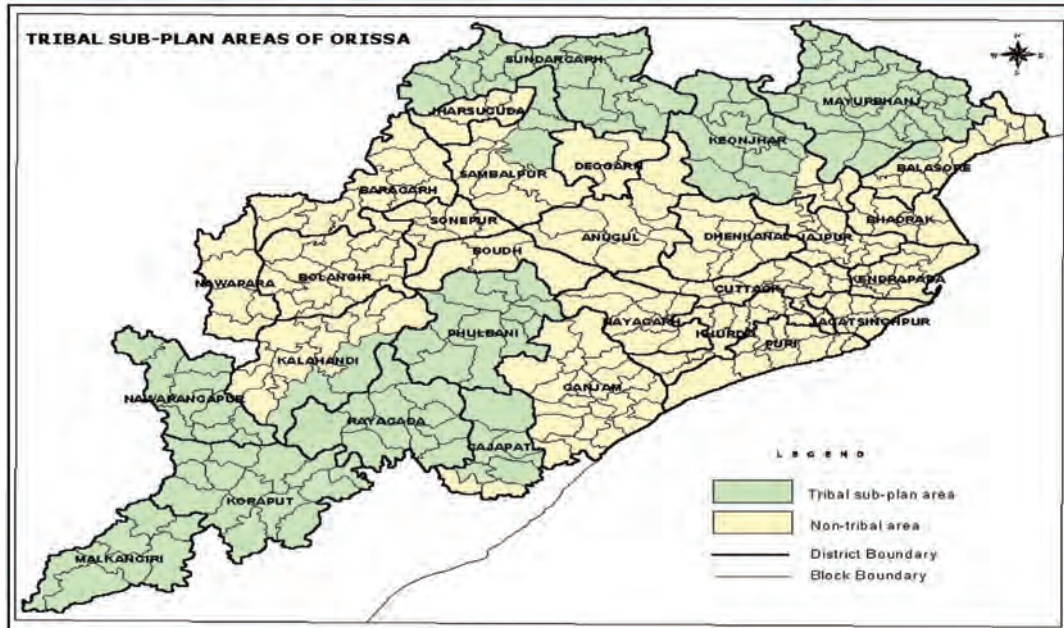 TRIBAL SUB-PLAN AREAS OF ORISSA
N
W E
S
SUNDARGARH
MAYURBHANJ
JHARSUGUDA
KEONJHAR
DEOGARH
BALASORE
SAMBALPUR
BARAGARH
SONEPUR
BHADRAK
ANUGUL
DHENKANAL
JAJPUR
BOUDH
BOLANGIR
NAWAPARA
KENDRAPADA
CUTTACK
JAGATSINGHPUR
NAYAGARH
KHURDA
PHULBANI
PURI
KALAHANDI
GANJAM
NAWARANGAPUR
RAYAGADA
GAJAPATI
KORAPUT
MALKANGIRI
LEGEND
Tribal sub-plan area
Non-tribal area
District Boundary
Block Boundary